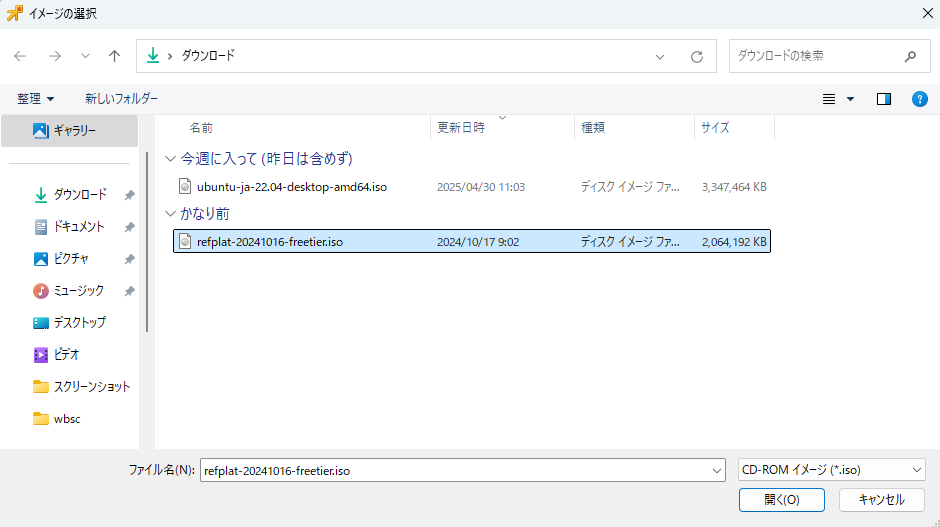 イメージの選択
ダウンロード
ダウンロードの検索
整理
新しいフォルダー
ギャラリー
ダウンロード
ドキュメント
ピクチャ
ミュージック
デスクトップ
ビデオ
スクリーンショット
wbsc
名前 更新日時 種類 サイズ
今週に入って (昨日は含めず)
ubuntu-ja-22.04-desktop-amd64.iso 2025/04/30 11:03 ディスク イメージ ファ... 3,347,464 KB
かなり前
refplat-20241016-freetier.iso 2024/10/17 9:02 ディスク イメージ ファ... 2,064,192 KB
ファイル名(N): refplat-20241016-freetier.iso CD-ROM イメージ (*.iso)
開く(O) キャンセル